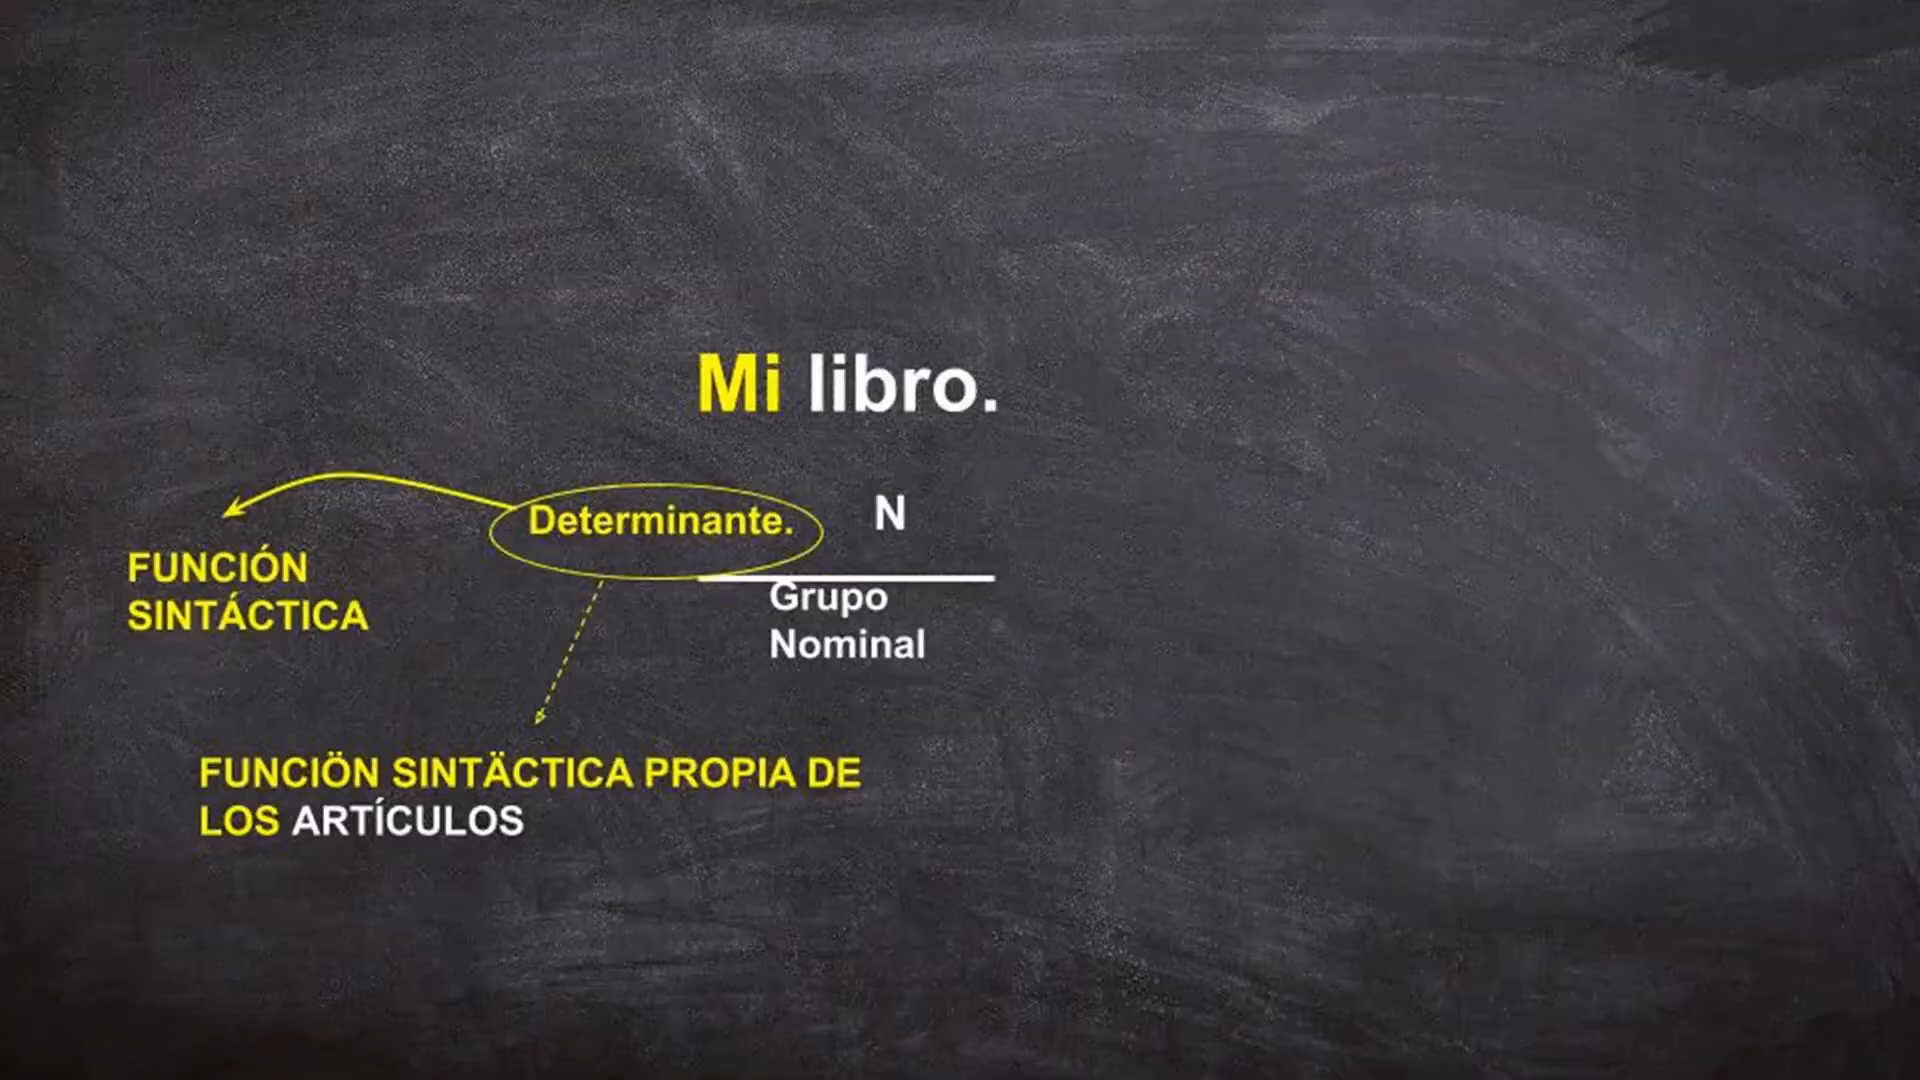 Mi libro.
Determinante.
N
FUNCIÓN
SINTÁCTICA
Grupo
Nominal
FUNCIÖN SINTÄCTICA PROPIA DE
LOS ARTÍCULOS